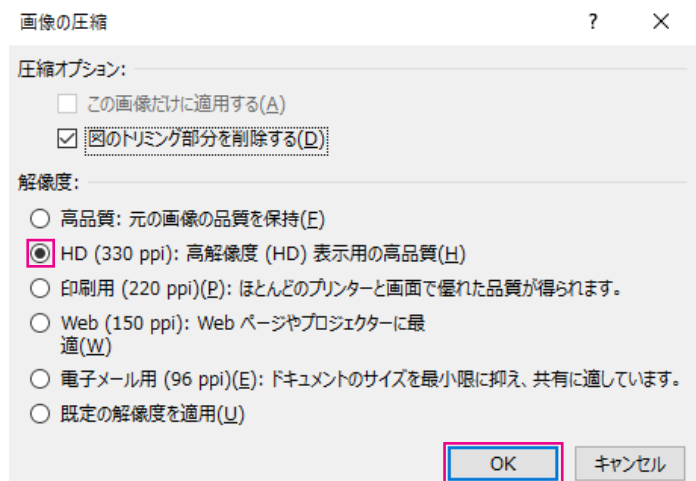 画像の圧縮 ? ×
圧縮オプション:
この画像だけに適用する(A)
図のトリミング部分を削除する(D)
解像度:
高品質: 元の画像の品質を保持(F)
HD (330 ppi): 高解像度 (HD) 表示用の高品質(H)
印刷用 (220 ppi)(P): ほとんどのプリンターと画面で優れた品質が得られます。
Web (150 ppi): Web ページやプロジェクターに最
適(W)
電子メール用 (96 ppi)(E): ドキュメントのサイズを最小限に抑え、共有に適しています。
既定の解像度を適用(U)
OK キャンセル